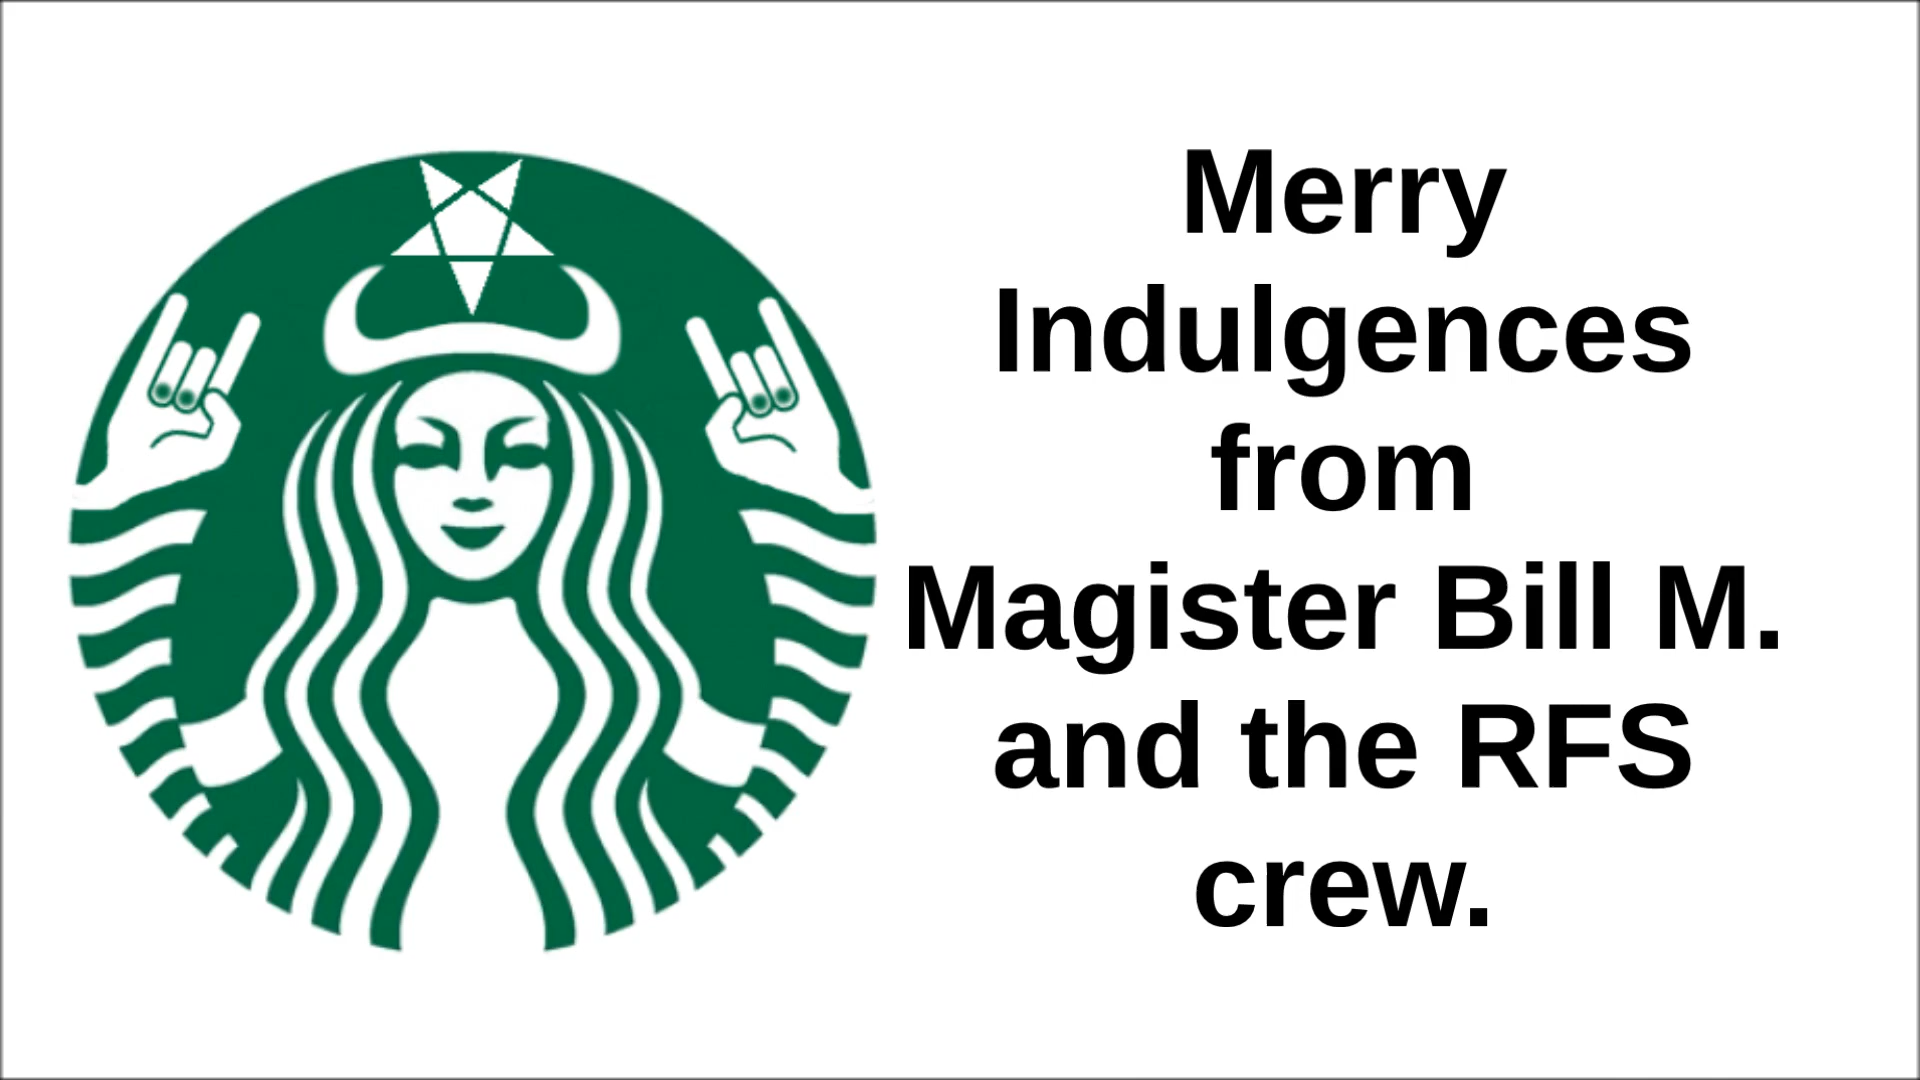 Merry
Indulgences
from
Magister Bill M.
and the RFS
crew.